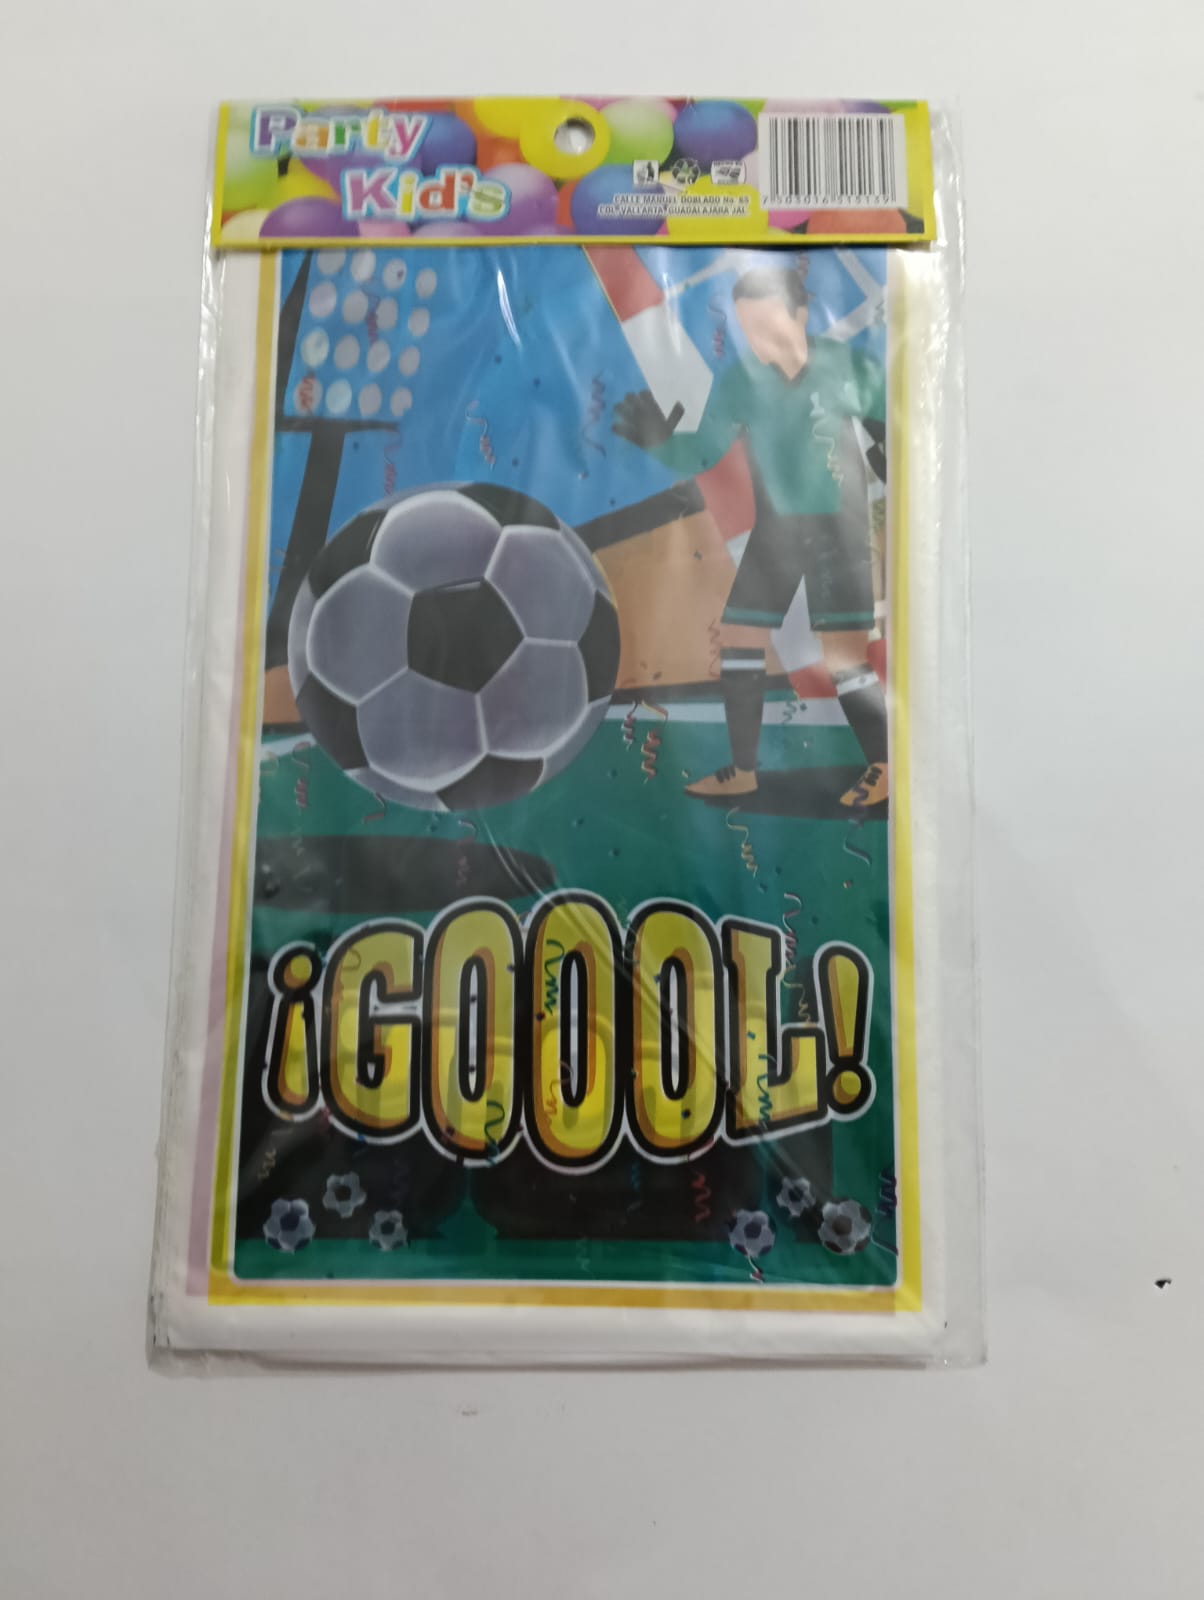 Party
Kid's
CALLE MANUEL DOBLADO No. 65
COL. VALLARTA, GUADALAJARA JAL.
¡GOOOL!